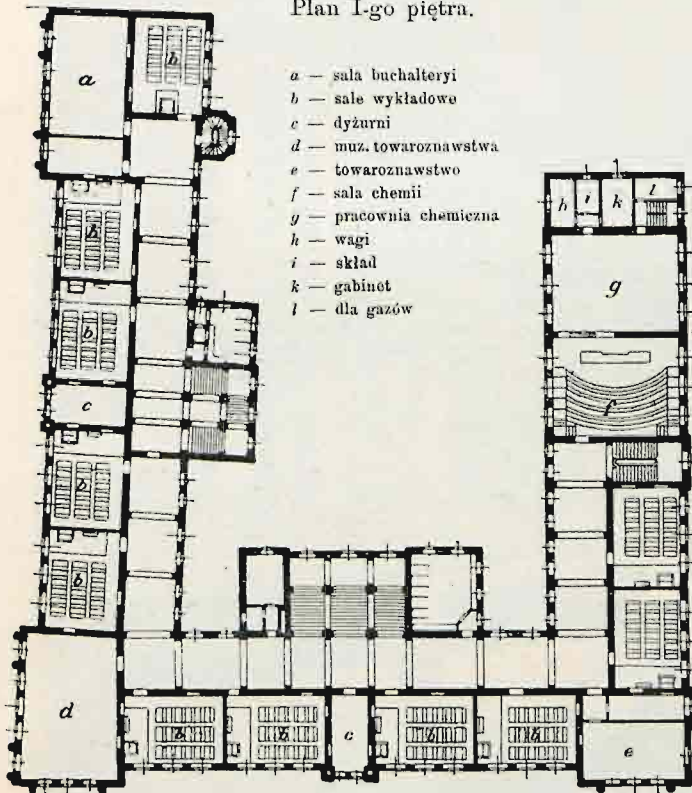 Plan I-go piętra.
a — sala buchalteryi
b — sale wykładowe
c — dyżurni
d — muz. towaroznawstwa
e — towaroznawstwo
f — sala chemii
g — pracownia chemiczna
h — wagi
i — skład
k — gabinet
l — dla gazów
a
b
h
i
k
l
b
g
b
f
c
b
b
d
b
b
c
b
b
e